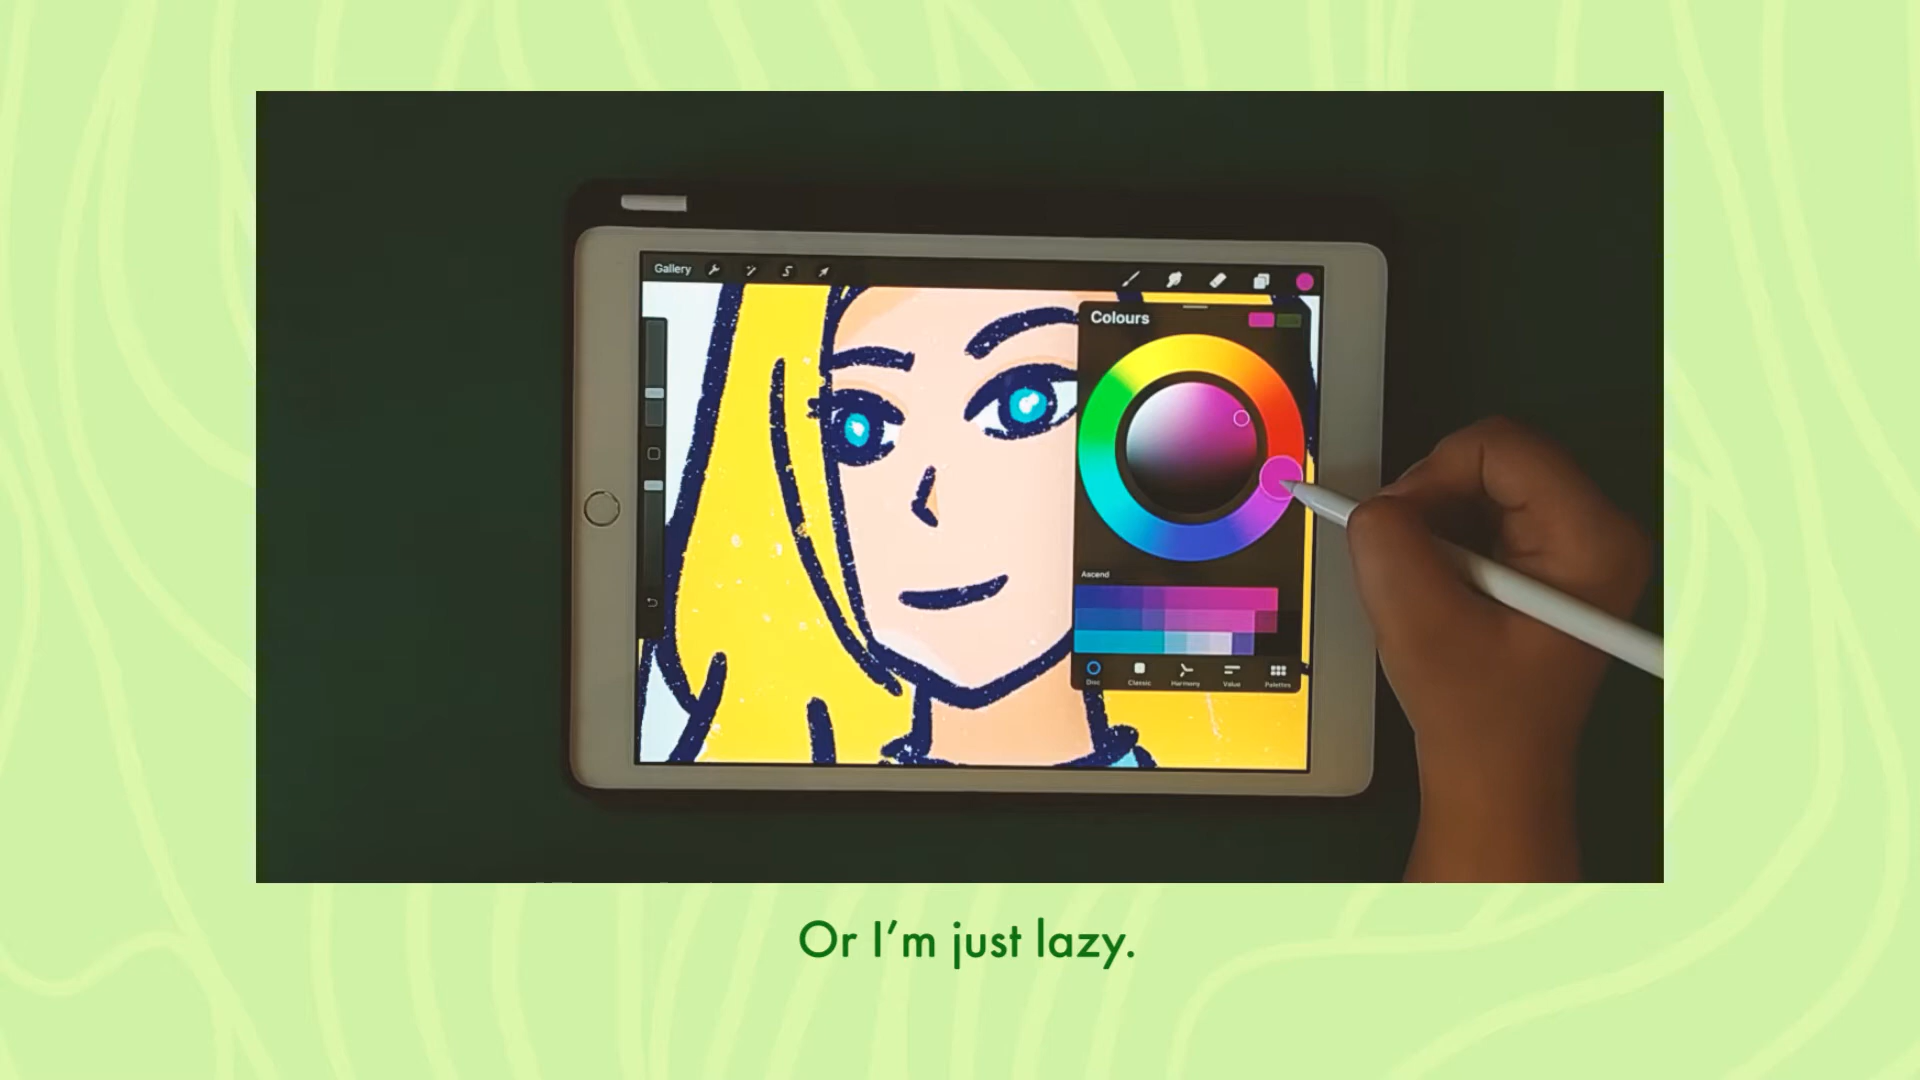 Gallery
Colours
Ascend
Disc
Classic
Harmony
Value
Palettes
Or I'm just lazy.